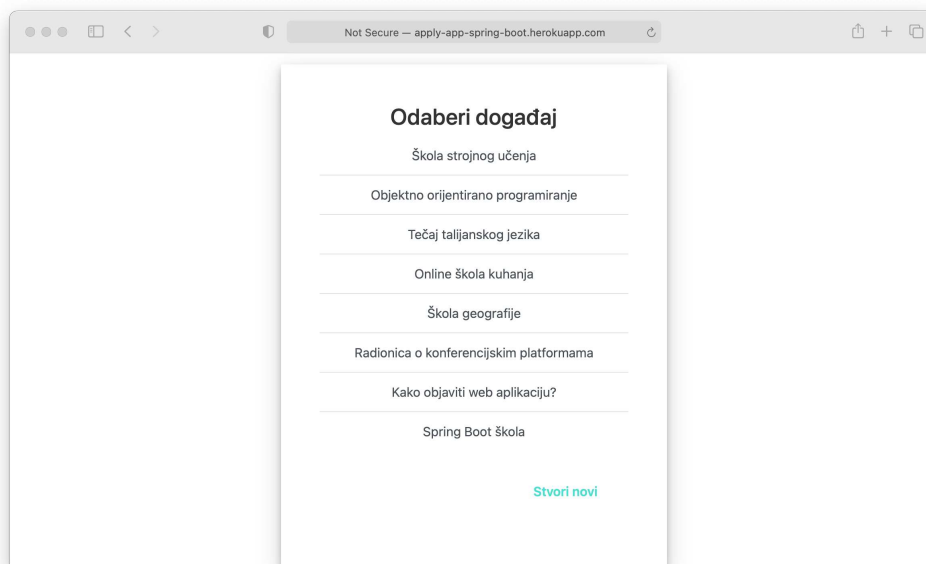 Not Secure — apply-app-spring-boot.herokuapp.com
Odaberi događaj
Škola strojnog učenja
Objektno orijentirano programiranje
Tečaj talijanskog jezika
Online škola kuhanja
Škola geografije
Radionica o konferencijskim platformama
Kako objaviti web aplikaciju?
Spring Boot škola
Stvori novi